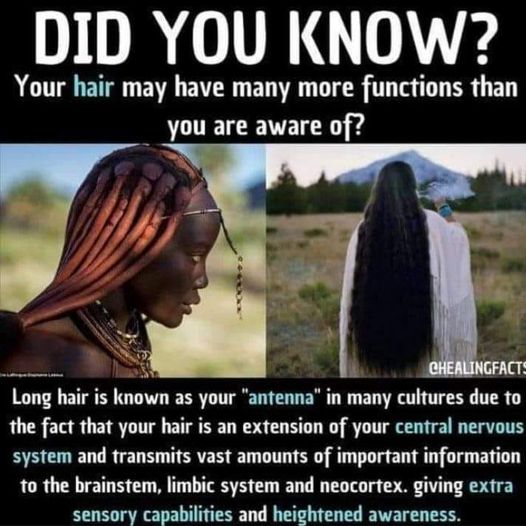 DID YOU KNOW?
Your hair may have many more functions than
you are aware of?
@HEALINGFACTS
Long hair is known as your "antenna" in many cultures due to
the fact that your hair is an extension of your central nervous
system and transmits vast amounts of important information
to the brainstem, limbic system and neocortex. giving extra
sensory capabilities and heightened awareness.